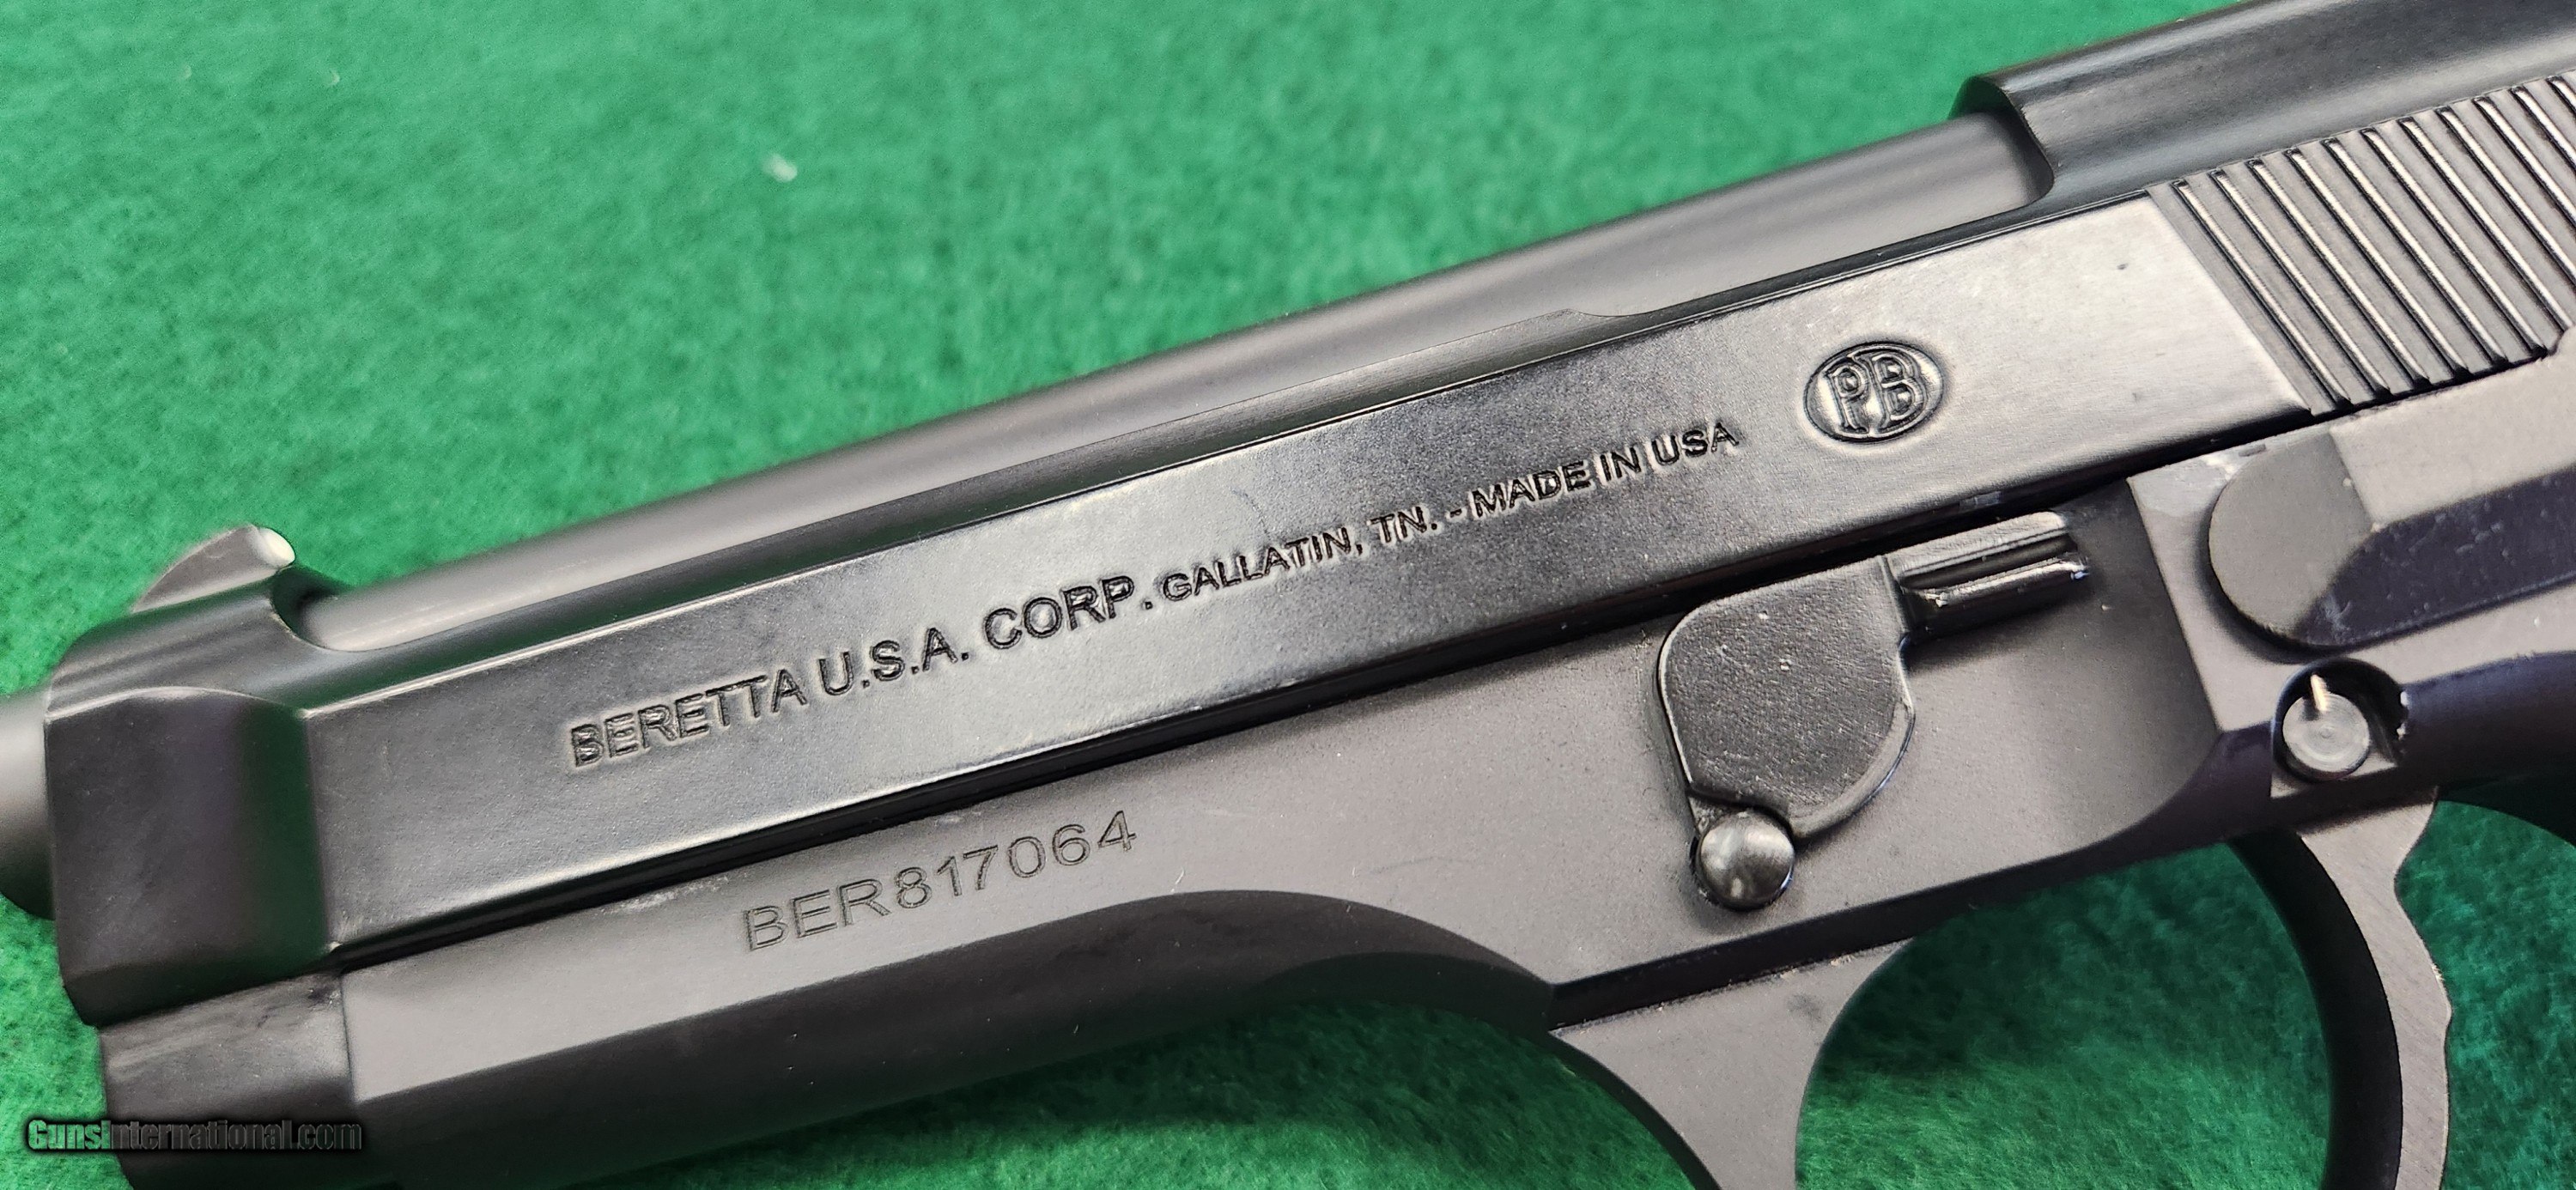 PB
BERETTA U.S.A. CORP. GALLATIN, TN. - MADE IN USA
BER817064
GunsInternational.com